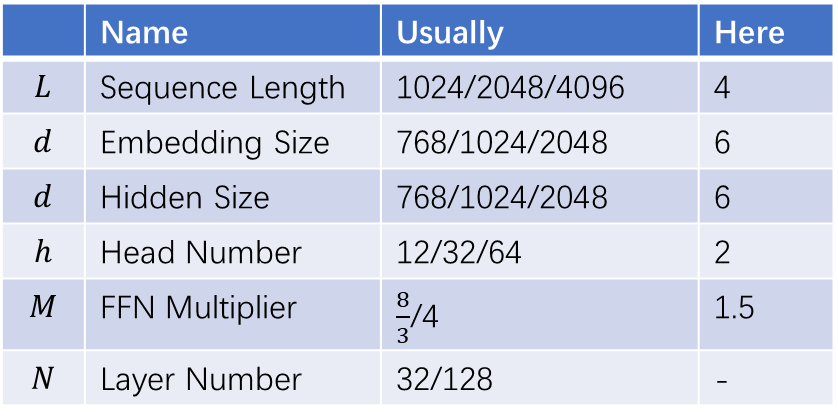 Name Usually Here
L Sequence Length 1024/2048/4096 4
d Embedding Size 768/1024/2048 6
d Hidden Size 768/1024/2048 6
h Head Number 12/32/64 2
M FFN Multiplier 8/3/4 1.5
N Layer Number 32/128 -